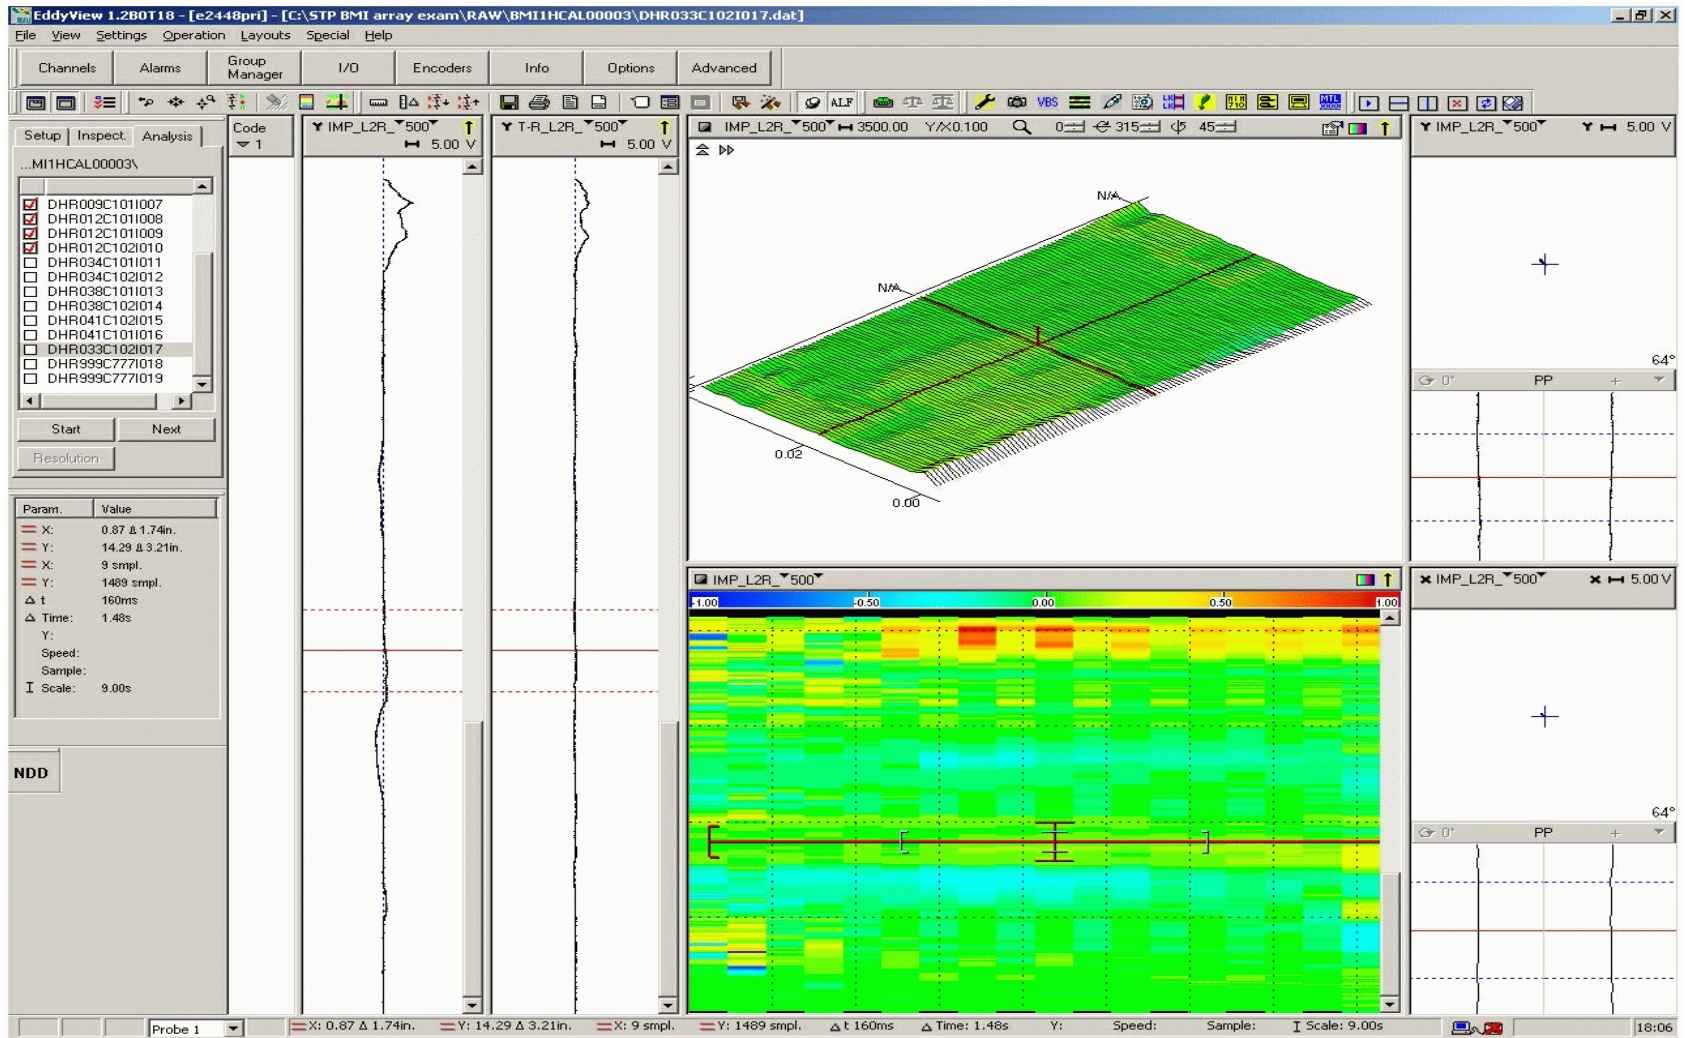 EddyView 1.2B0T18 - [e2448pri] - [C:\STP BMI array exam\RAW\BMI1HCAL00003\DHR033C102I017.dat]
File View Settings Operation Layouts Special Help
Channels Alarms Group Manager I/O Encoders Info Options Advanced
ALF VBS
Setup Inspect. Analysis
...MI1HCAL00003\
DHR009C101I007
DHR012C101I008
DHR012C101I009
DHR012C102I010
DHR034C101I011
DHR034C102I012
DHR038C101I013
DHR038C102I014
DHR041C102I015
DHR041C101I016
DHR033C102I017
DHR999C777I018
DHR999C777I019
Start Next
Resolution
Param. Value
X: 0.87 Δ 1.74in.
Y: 14.29 Δ 3.21in.
X: 9 smpl.
Y: 1489 smpl.
Δ t 160ms
Δ Time: 1.48s
Y:
Speed:
Sample:
Scale: 9.00s
NDD
Code
1
Y IMP_L2R_ 500
5.00 V
Y T-R_L2R_ 500
5.00 V
IMP_L2R_ 500 3500.00 Y/X0.100 0 315 45
N/A
N/A
0.02
0.00
IMP_L2R_ 500
-1.00 -0.50 0.00 0.50 1.00
Y IMP_L2R_ 500 Y 5.00 V
64°
0° PP +
X IMP_L2R_ 500 X 5.00 V
64°
0° PP +
Probe 1 X: 0.87 Δ 1.74in. Y: 14.29 Δ 3.21in. X: 9 smpl. Y: 1489 smpl. Δ t 160ms Δ Time: 1.48s Y: Speed: Sample: Scale: 9.00s 18:06